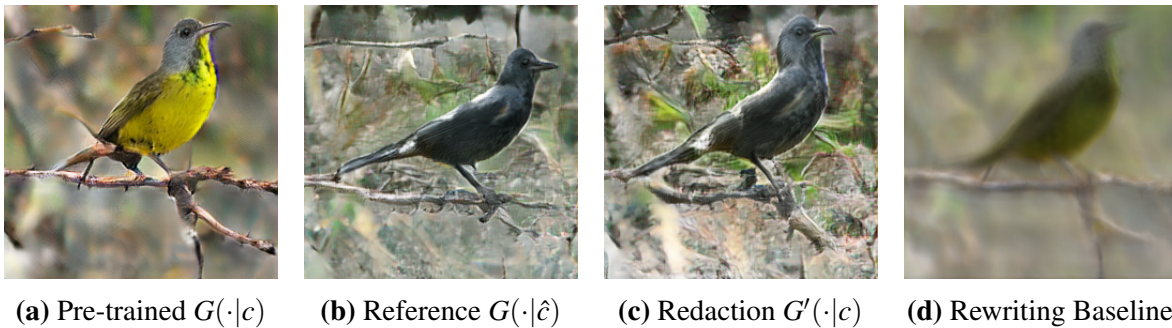 (a) Pre-trained G(·|c)
(b) Reference G(·|ĉ)
(c) Redaction G′(·|c)
(d) Rewriting Baseline